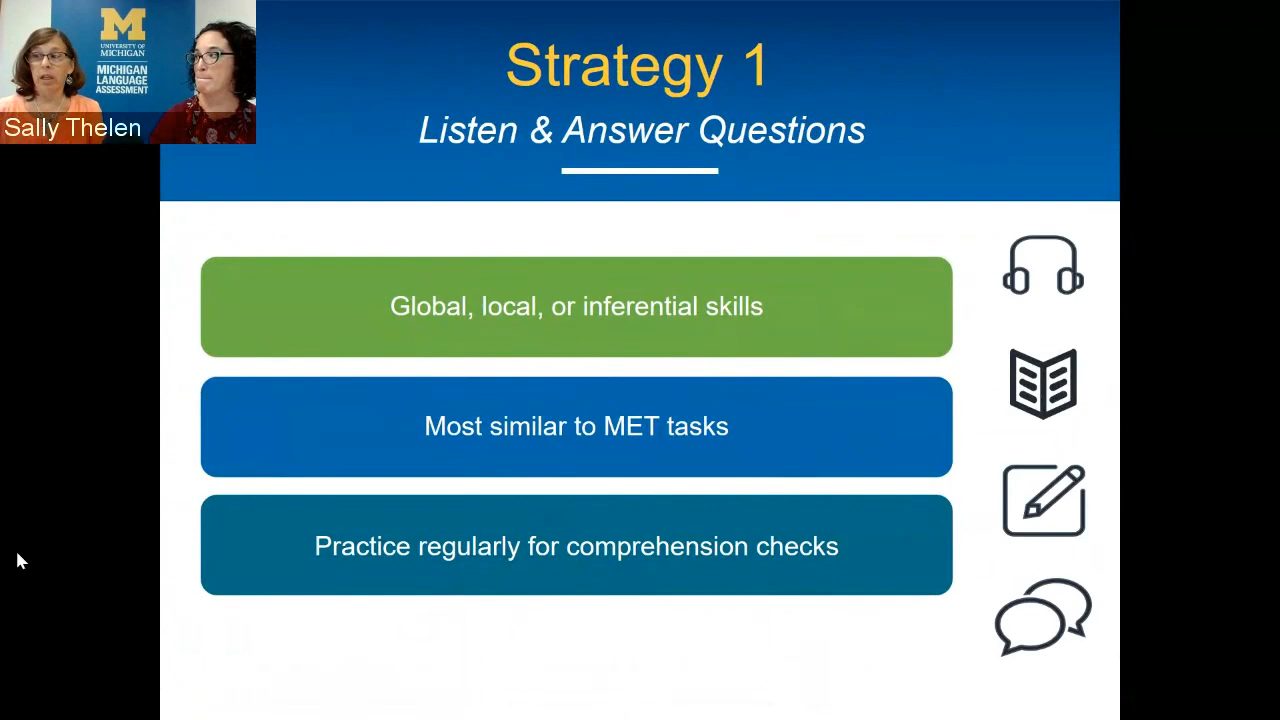 M
UNIVERSITY OF
MICHIGAN
MICHIGAN
LANGUAGE
ASSESSMENT
Sally Thelen
Strategy 1
Listen & Answer Questions
Global, local, or inferential skills
Most similar to MET tasks
Practice regularly for comprehension checks